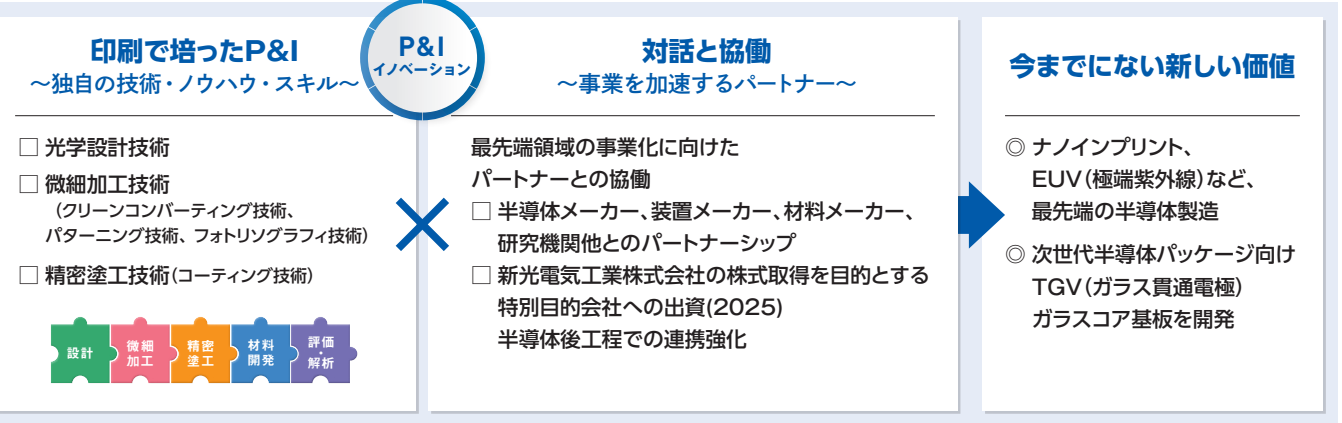 印刷で培ったP&I
～独自の技術・ノウハウ・スキル～
□ 光学設計技術
□ 微細加工技術
（クリーンコンバーティング技術、
パターニング技術、フォトリソグラフィ技術）
□ 精密塗工技術（コーティング技術）
設計
微細
加工
精密
塗工
材料
開発
評価
・
解析
P&I
イノベーション
×
対話と協働
～事業を加速するパートナー～
最先端領域の事業化に向けた
パートナーとの協働
□ 半導体メーカー、装置メーカー、材料メーカー、
研究機関他とのパートナーシップ
□ 新光電気工業株式会社の株式取得を目的とする
特別目的会社への出資(2025)
半導体後工程での連携強化
今までにない新しい価値
◎ ナノインプリント、
EUV（極端紫外線）など、
最先端の半導体製造
◎ 次世代半導体パッケージ向け
TGV（ガラス貫通電極）
ガラスコア基板を開発